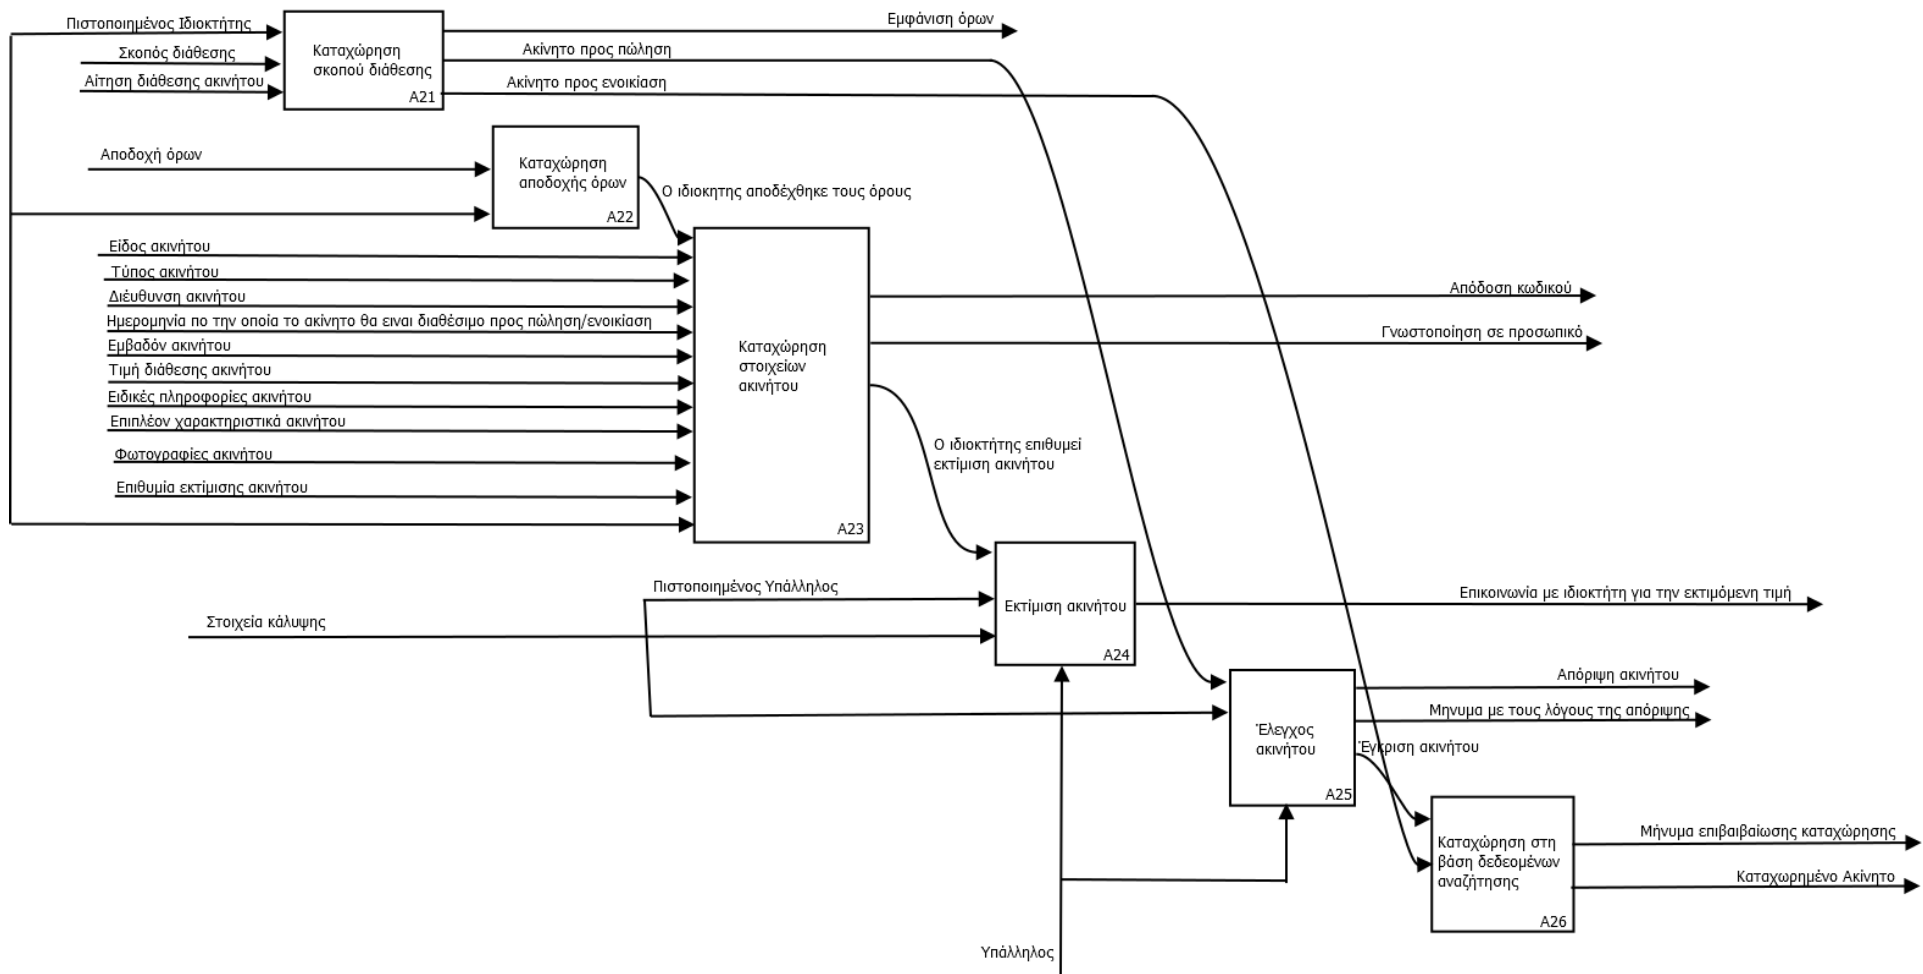 Πιστοποιημένος Ιδιοκτήτης
Σκοπός διάθεσης
Αίτηση διάθεσης ακινήτου
Καταχώρηση
σκοπού διάθεσης
A21
Εμφάνιση όρων
Ακίνητο προς πώληση
Ακίνητο προς ενοικίαση
Αποδοχή όρων
Καταχώρηση
αποδοχής όρων
A22
Ο ιδιοκητης αποδέχθηκε τους όρους
Είδος ακινήτου
Τύπος ακινήτου
Διέυθυνση ακινήτου
Ημερομηνία πο την οποία το ακίνητο θα ειναι διαθέσιμο προς πώληση/ενοικίαση
Εμβαδόν ακινήτου
Τιμή διάθεσης ακινήτου
Ειδικές πληροφορίες ακινήτου
Επιπλέον χαρακτηριστικά ακινήτου
Φωτογραφίες ακινήτου
Επιθυμία εκτίμισης ακινήτου
Καταχώρηση
στοιχείων
ακινήτου
A23
Απόδοση κωδικού
Γνωστοποίηση σε προσωπικό
Ο ιδιοκτήτης επιθυμεί
εκτίμιση ακινήτου
Πιστοποιημένος Υπάλληλος
Στοιχεία κάλυψης
Εκτίμιση ακινήτου
A24
Επικοινωνία με ιδιοκτήτη για την εκτιμόμενη τιμή
Έλεγχος
ακινήτου
A25
Απόριψη ακινήτου
Μηνυμα με τους λόγους της απόριψης
Έγκριση ακινήτου
Καταχώρηση στη
βάση δεδεομένων
αναζήτησης
A26
Μήνυμα επιβαιβαίωσης καταχώρησης
Καταχωρημένο Ακίνητο
Υπάλληλος